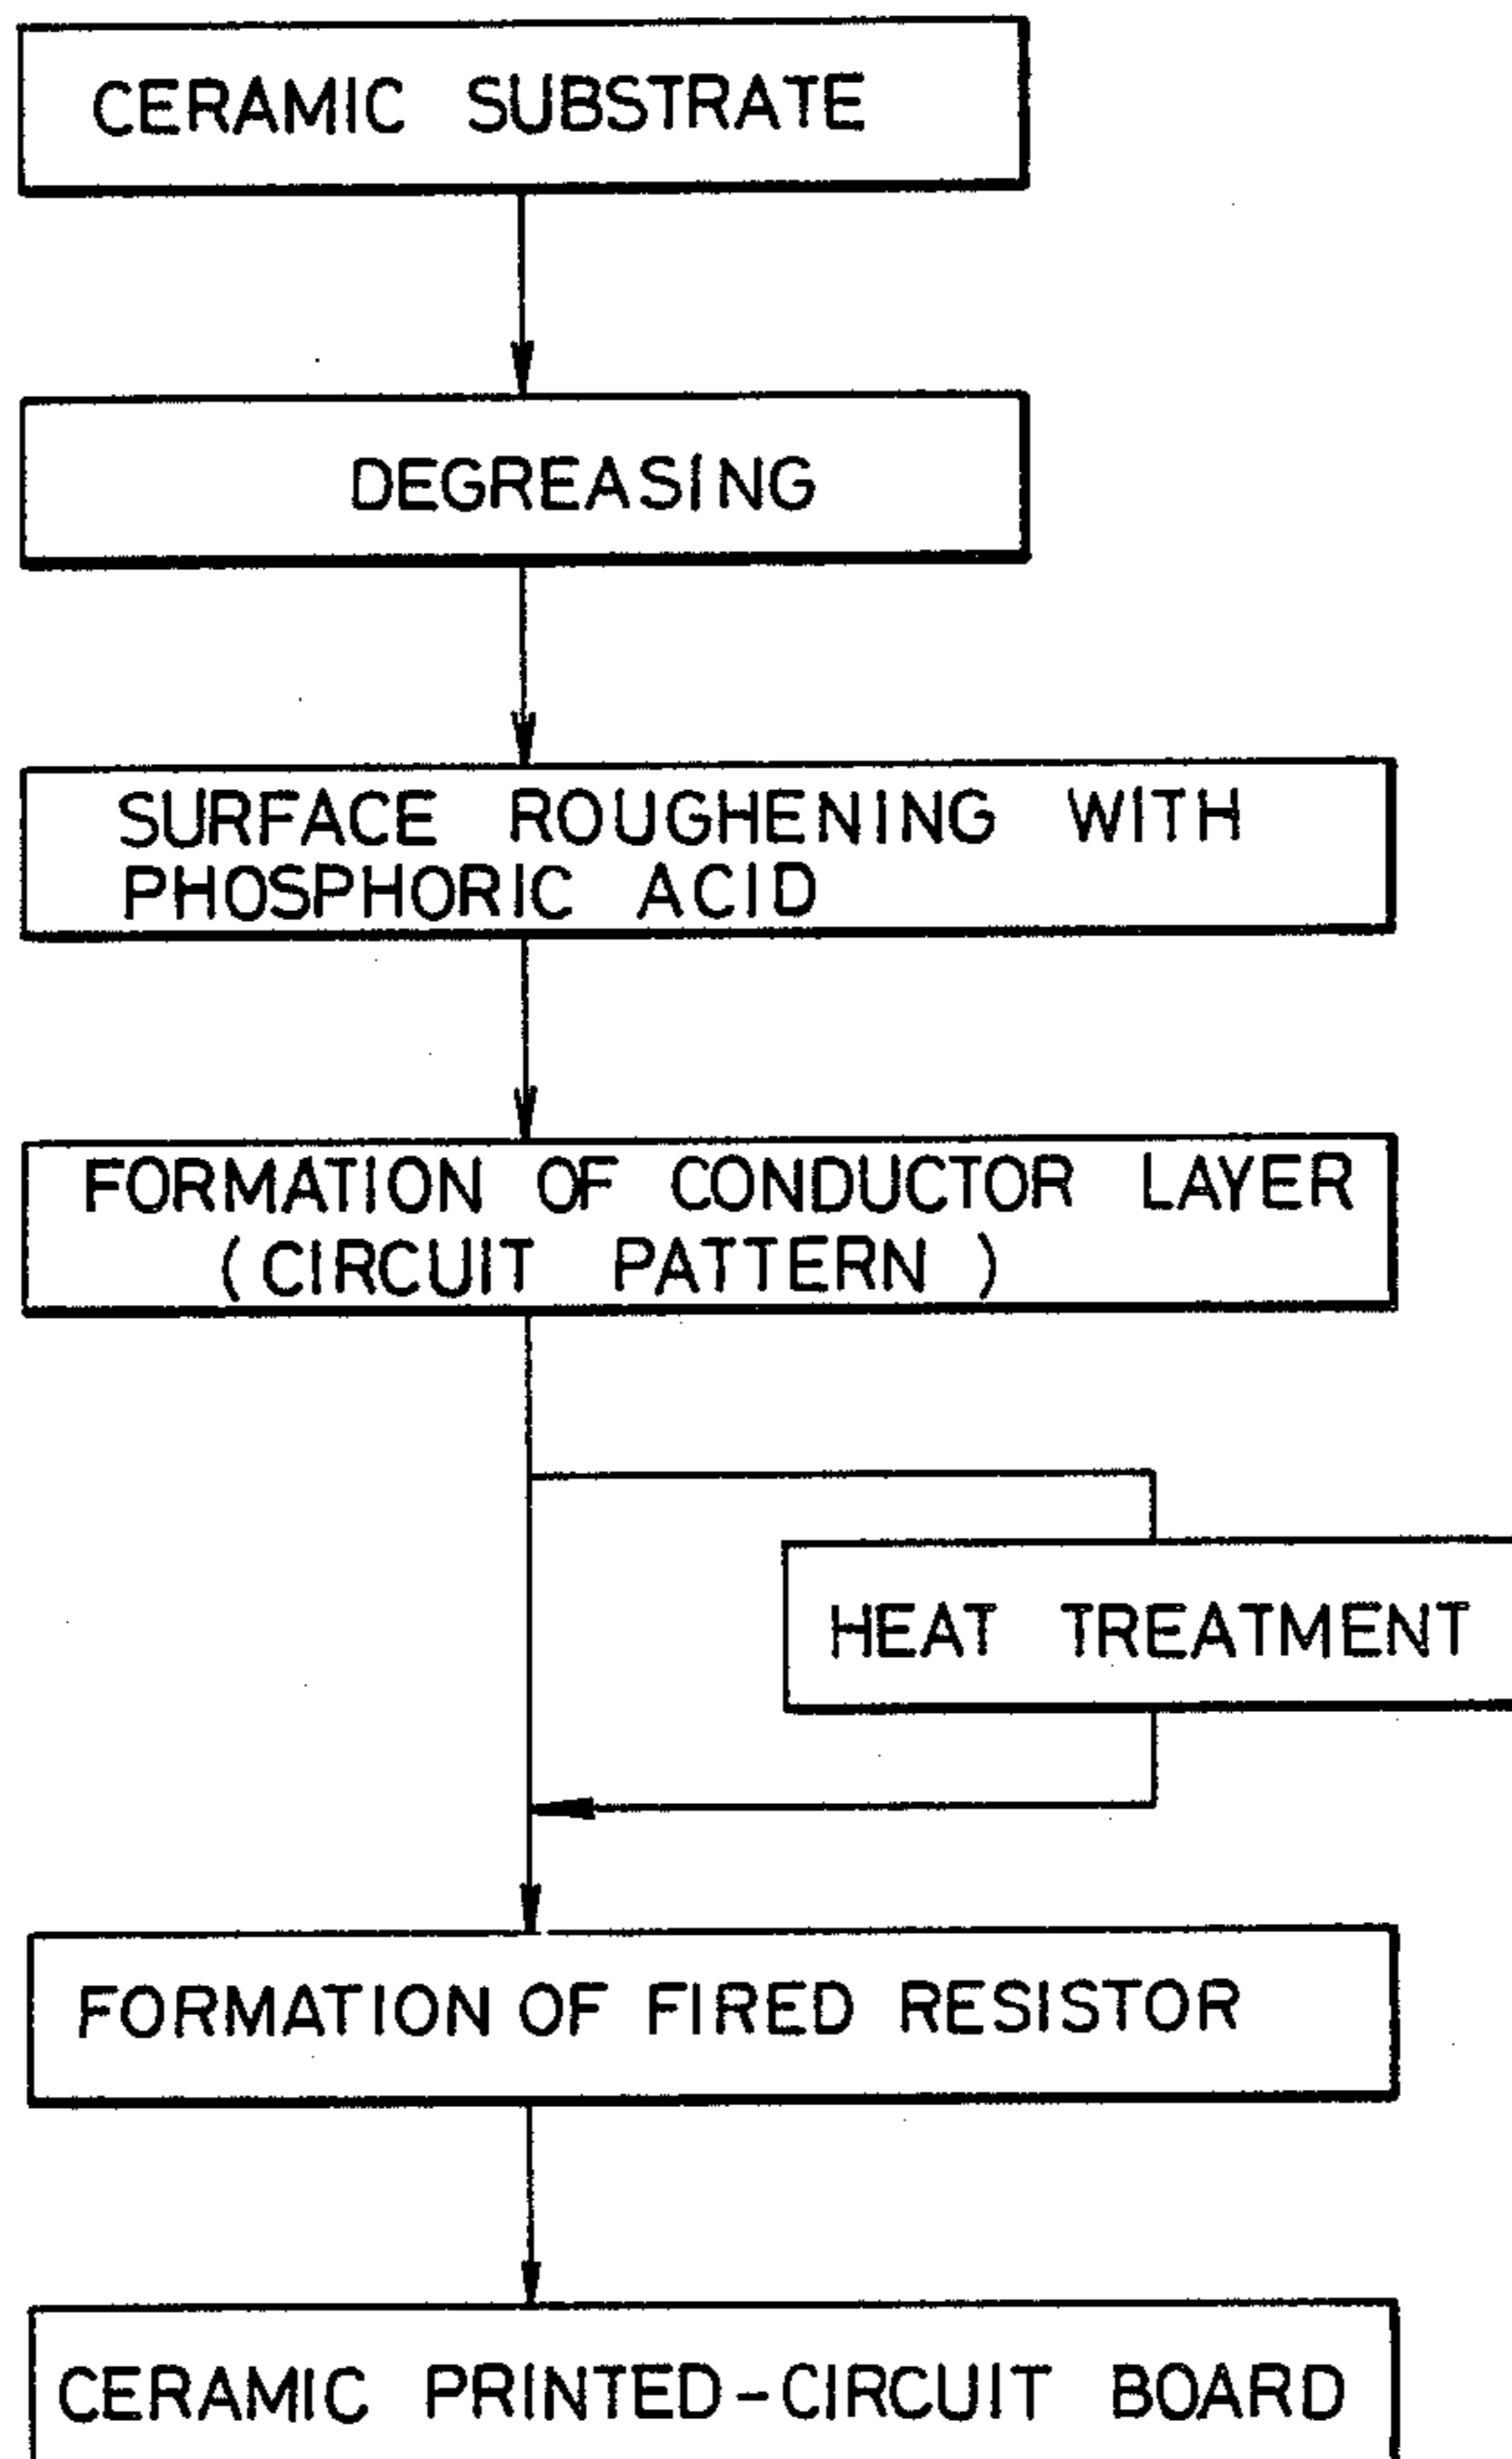 CERAMIC SUBSTRATE
DEGREASING
SURFACE ROUGHENING WITH
PHOSPHORIC ACID
FORMATION OF CONDUCTOR LAYER
(CIRCUIT PATTERN )
HEAT TREATMENT
FORMATION OF FIRED RESISTOR
CERAMIC PRINTED-CIRCUIT BOARD